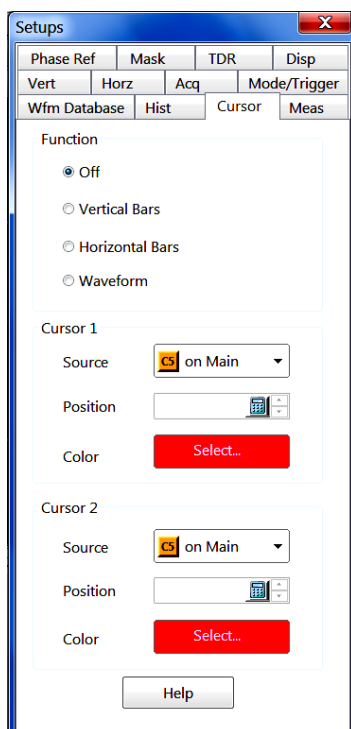 Setups
Phase Ref Mask TDR Disp
Vert Horz Acq Mode/Trigger
Wfm Database Hist Cursor Meas
Function
Off
Vertical Bars
Horizontal Bars
Waveform
Cursor 1
Source C5 on Main
Position
Color Select...
Cursor 2
Source C5 on Main
Position
Color Select...
Help